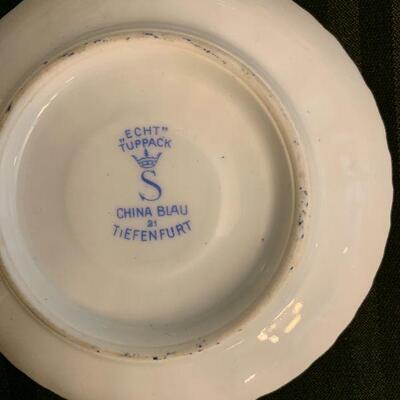 „ECHT"
TUPPACK
S
CHINA BLAU
21
TIEFENFURT